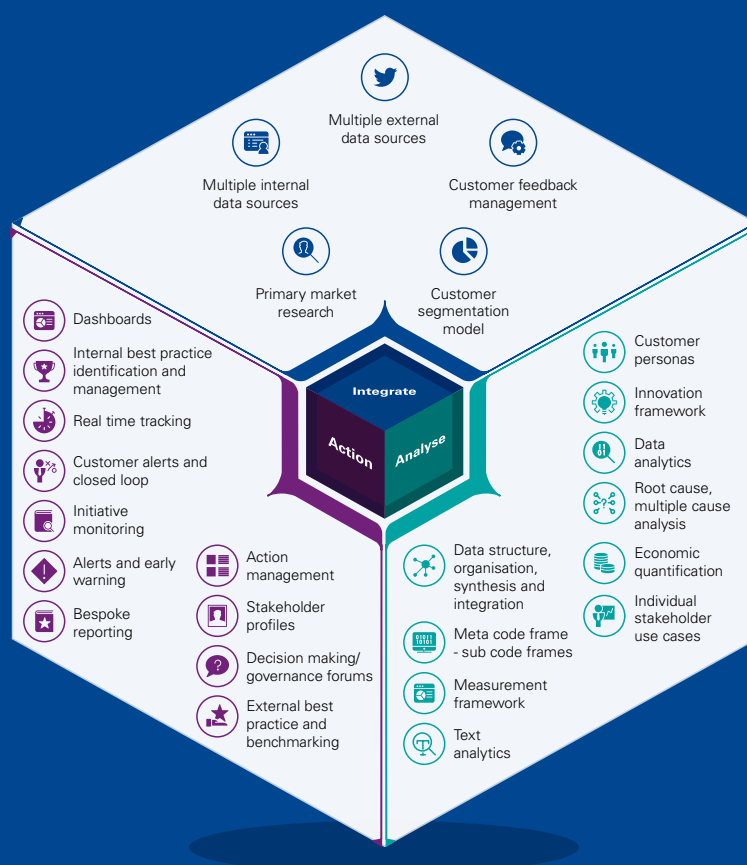 Multiple external
data sources
Multiple internal
data sources
Customer feedback
management
Primary market
research
Customer
segmentation
model
Integrate
Action
Analyse
Dashboards
Internal best practice
identification and
management
Real time tracking
Customer alerts and
closed loop
Initiative
monitoring
Alerts and early
warning
Bespoke
reporting
Action
management
Stakeholder
profiles
Decision making/
governance forums
External best
practice and
benchmarking
Customer
personas
Innovation
framework
Data
analytics
Root cause,
multiple cause
analysis
Economic
quantification
Individual
stakeholder
use cases
Data structure,
organisation,
synthesis and
integration
01011
10101
Meta code frame
- sub code frames
Measurement
framework
Text
analytics